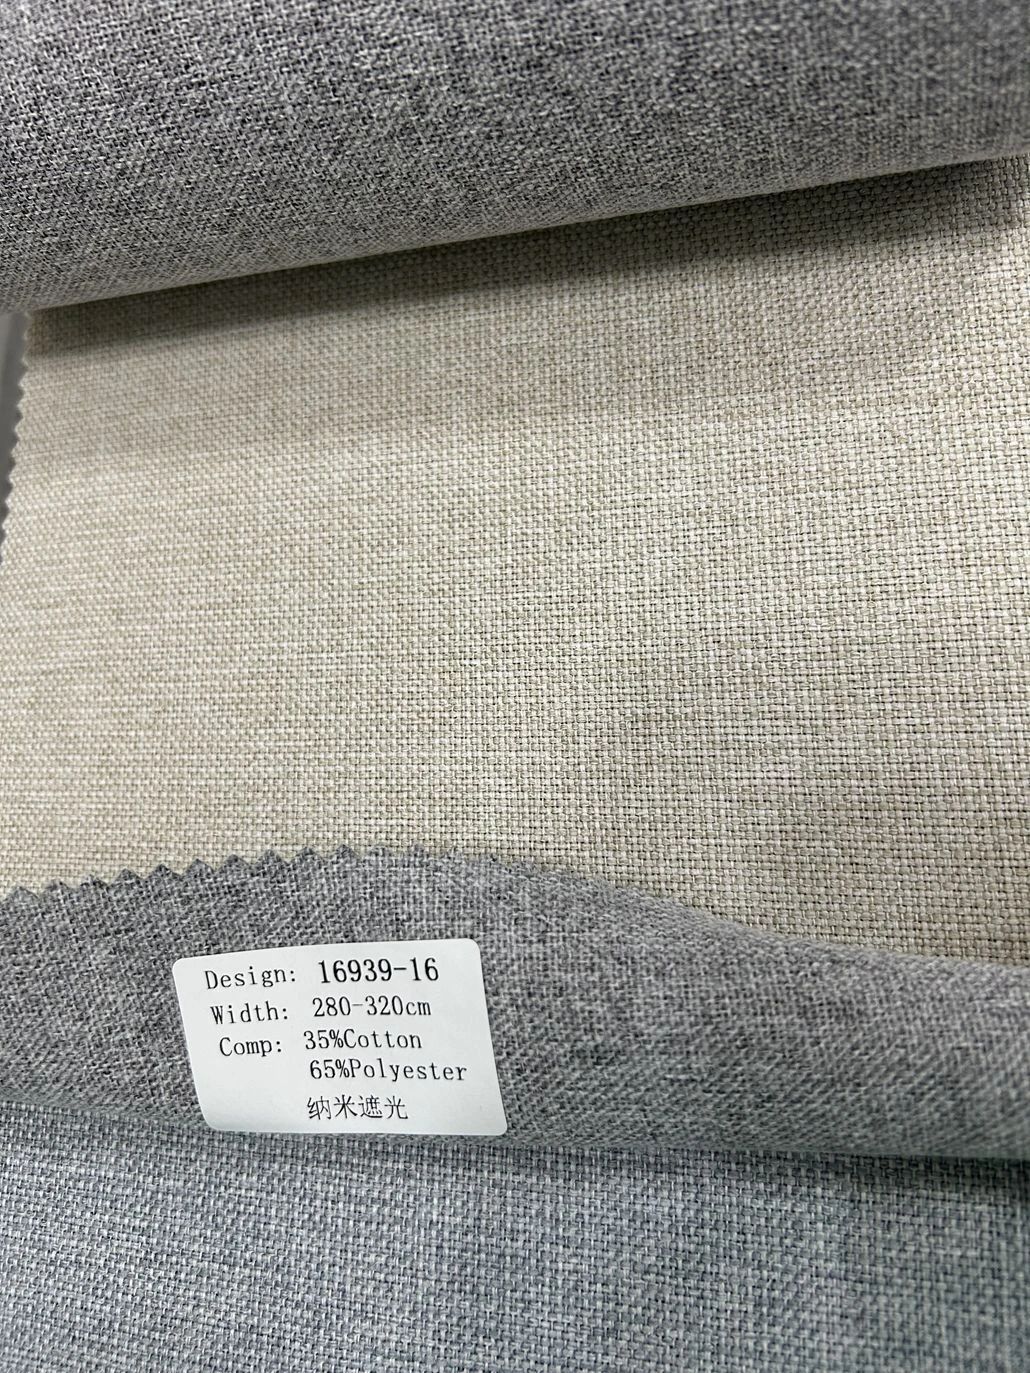 Design: 16939-16
Width: 280-320cm
Comp: 35%Cotton
65%Polyester
纳米遮光